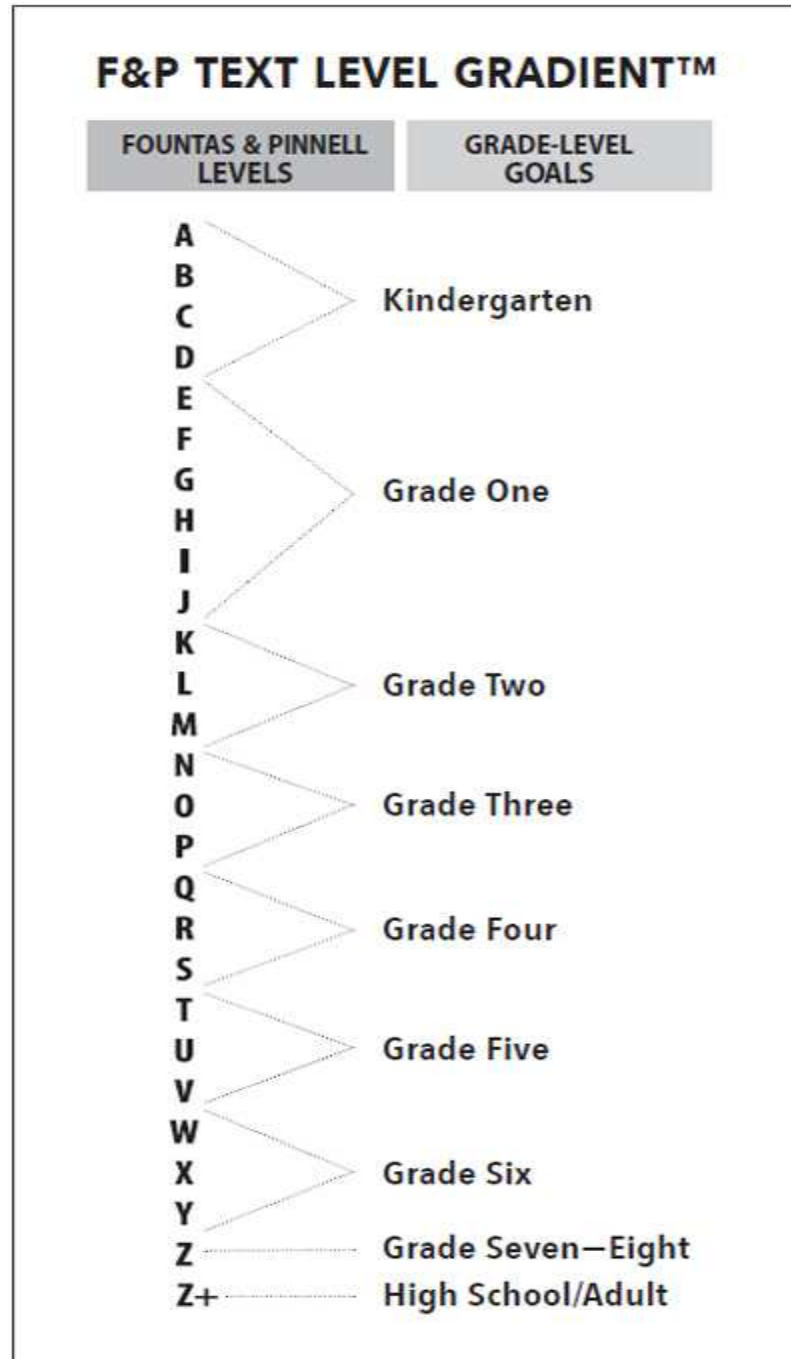 F&P TEXT LEVEL GRADIENT™
FOUNTAS & PINNELL
LEVELS
GRADE-LEVEL
GOALS
A
B
C
D
Kindergarten
E
F
G
H
I
J
Grade One
K
L
M
Grade Two
N
O
P
Grade Three
Q
R
S
Grade Four
T
U
V
Grade Five
W
X
Y
Grade Six
Z
Grade Seven—Eight
Z+
High School/Adult